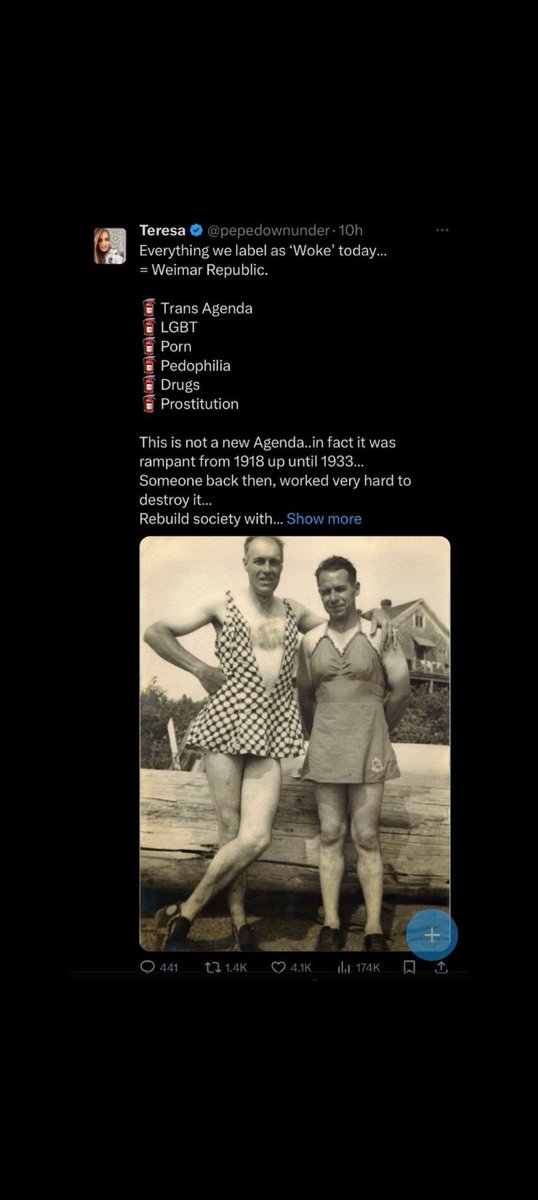 Teresa @pepedownunder · 10h
Everything we label as ‘Woke’ today...
= Weimar Republic.
Trans Agenda
LGBT
Porn
Pedophilia
Drugs
Prostitution
This is not a new Agenda..in fact it was
rampant from 1918 up until 1933...
Someone back then, worked very hard to
destroy it...
Rebuild society with... Show more
441 1.4K 4.1K 174K